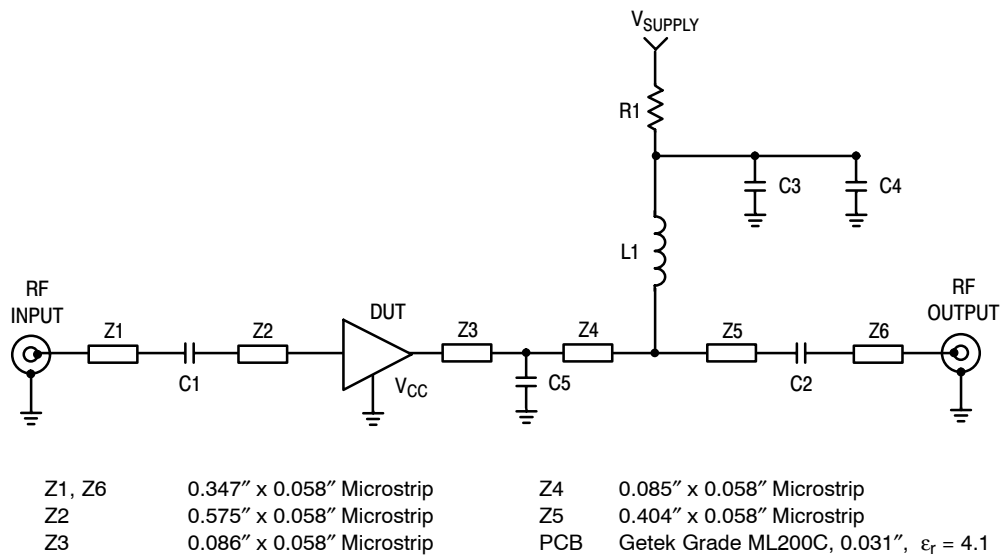 V_SUPPLY
R1
C3
C4
L1
RF
INPUT
Z1
C1
Z2
DUT
V_CC
Z3
C5
Z4
Z5
C2
Z6
RF
OUTPUT
Z1, Z6 0.347″ x 0.058″ Microstrip
Z2 0.575″ x 0.058″ Microstrip
Z3 0.086″ x 0.058″ Microstrip
Z4 0.085″ x 0.058″ Microstrip
Z5 0.404″ x 0.058″ Microstrip
PCB Getek Grade ML200C, 0.031″, ε_r = 4.1